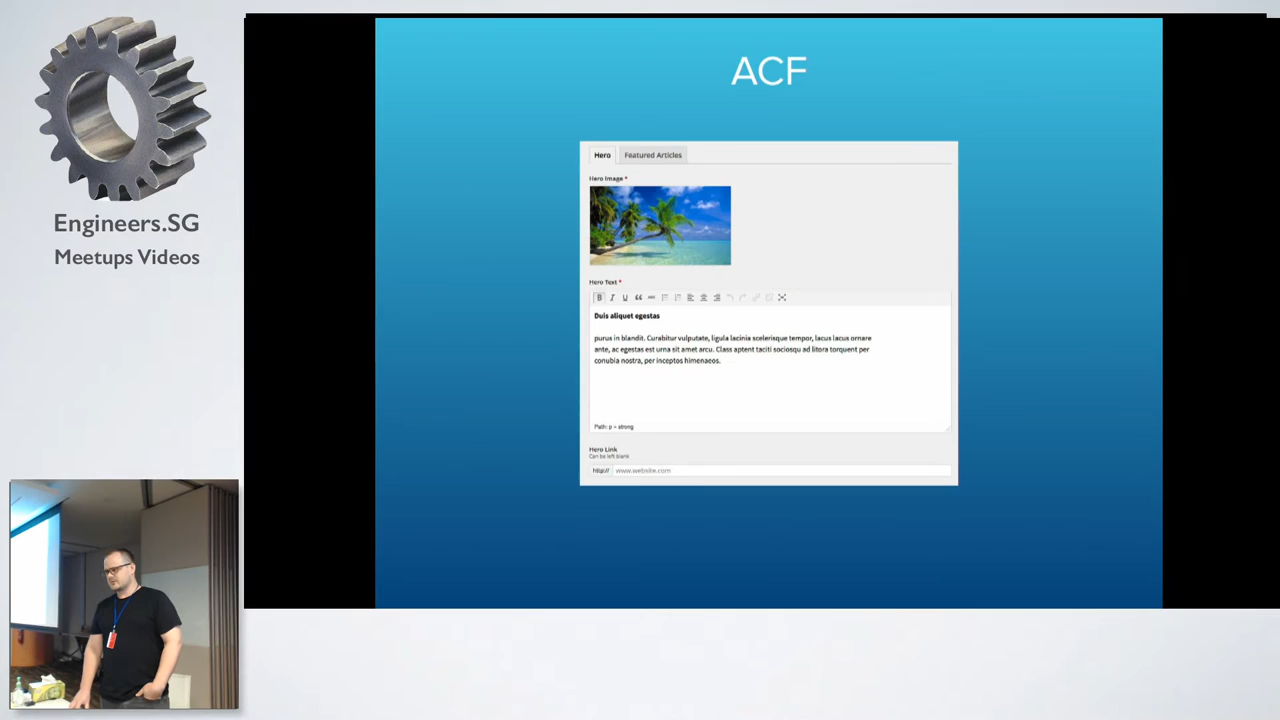 Engineers.SG
Meetups Videos
ACF
Hero
Featured Articles
Hero Image *
Hero Text *
B I U ABC
Duis aliquet egestas
purus in blandit. Curabitur vulputate, ligula lacinia scelerisque tempor, lacus lacus ornare
ante, ac egestas est urna sit amet arcu. Class aptent taciti sociosqu ad litora torquent per
conubia nostra, per inceptos himenaeos.
Path: p » strong
Hero Link
Can be left blank
http:// www.website.com